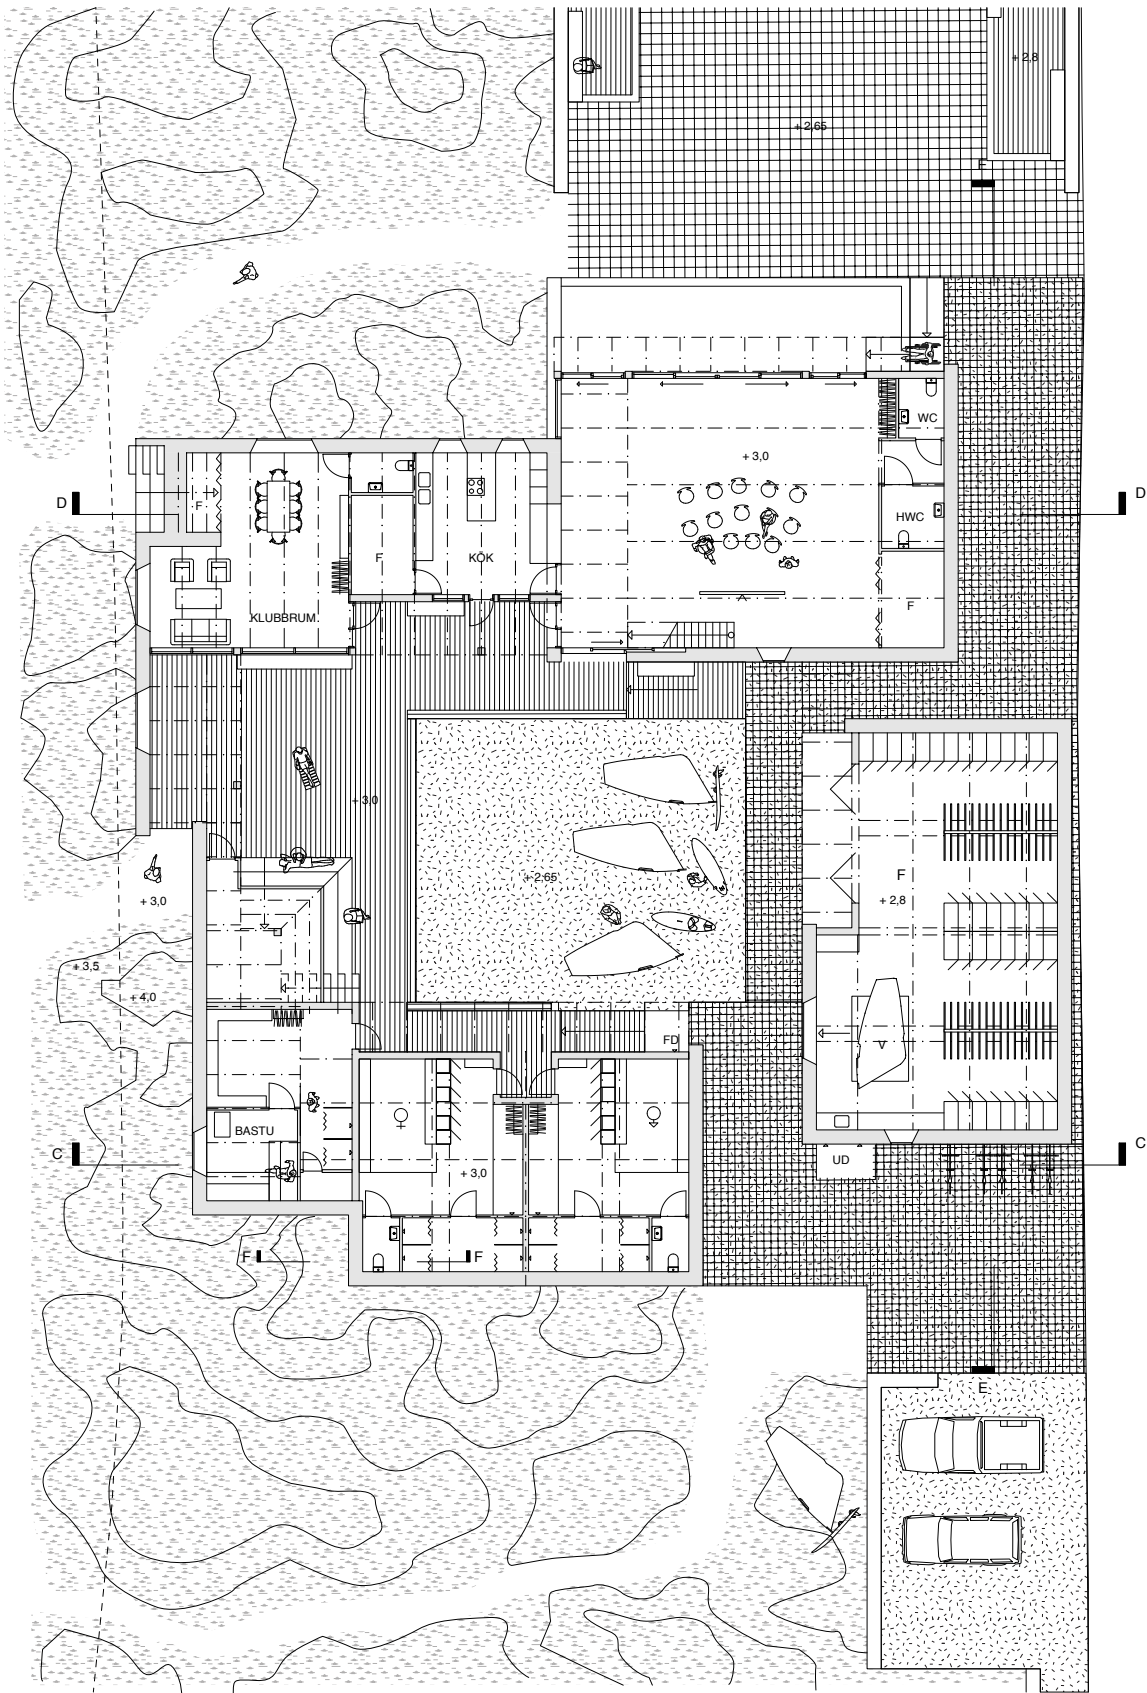 + 2,8
+ 2,65
E
WC
+ 3,0
D
D
F
HWC
F
KÖK
F
KLUBBRUM
+ 3,0
F
+ 2,65
+ 2,8
+ 3,0
+ 3,5
+ 4,0
FD
V
BASTU
C
C
UD
+ 3,0
F
F
E